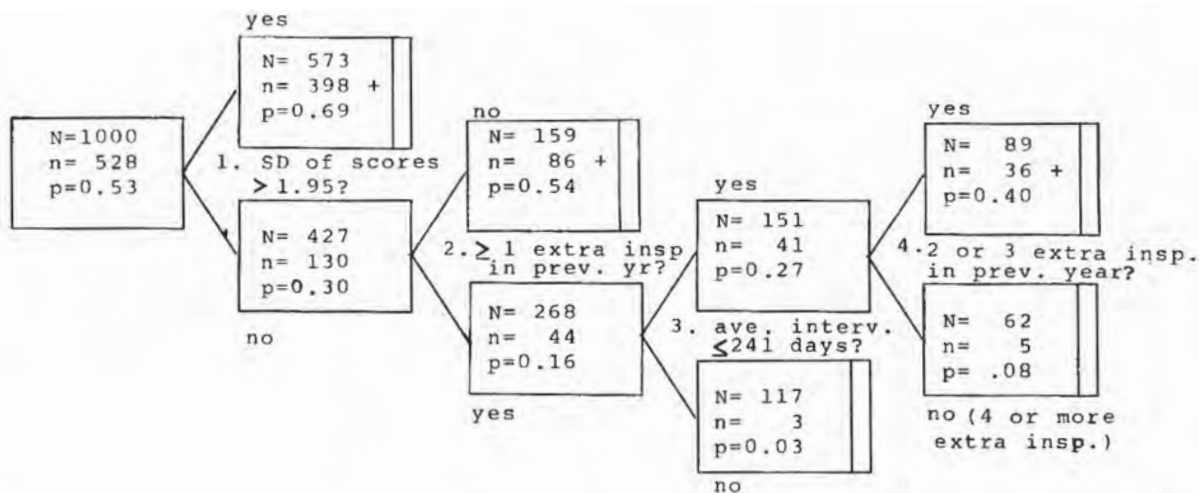 yes
N= 573
n= 398 +
p=0.69
N=1000
n= 528
p=0.53
1. SD of scores
> 1.95?
N= 427
n= 130
p=0.30
no
no
N= 159
n= 86 +
p=0.54
2. ≥ 1 extra insp
in prev. yr?
N= 268
n= 44
p=0.16
yes
yes
N= 151
n= 41
p=0.27
3. ave. interv.
≤241 days?
N= 117
n= 3
p=0.03
no
yes
N= 89
n= 36 +
p=0.40
4.2 or 3 extra insp.
in prev. year?
N= 62
n= 5
p= .08
no (4 or more
extra insp.)